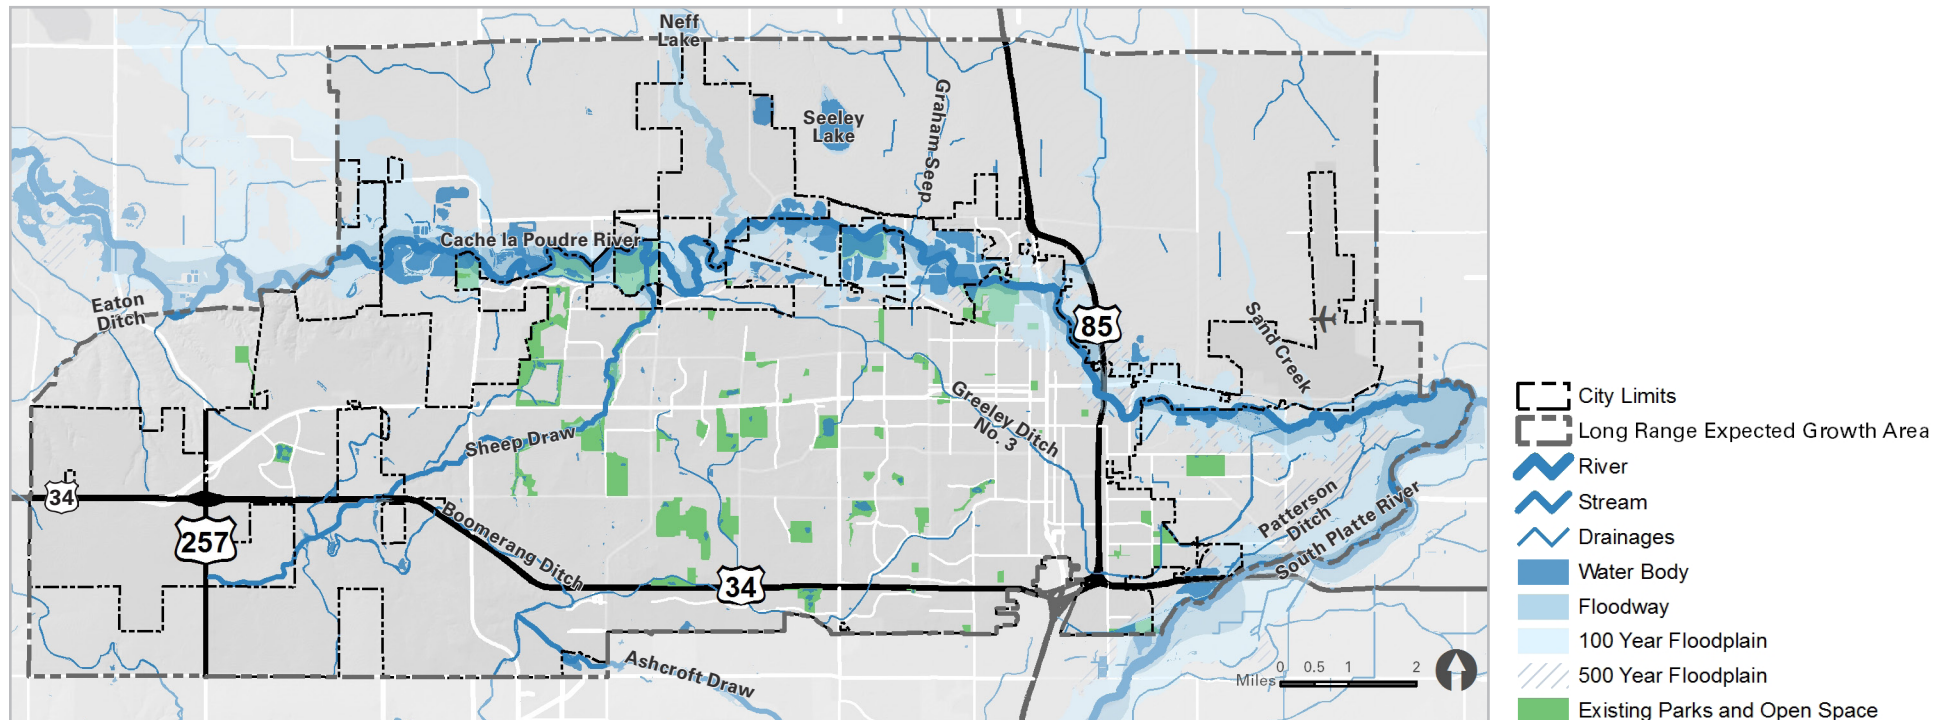 Neff
Lake
Seeley
Lake
Graham Seep
Cache la Poudre River
Eaton
Ditch
85
Sand Creek
Greeley Ditch
No. 3
Sheep Draw
34
257
Boomerang Ditch
34
Patterson
Ditch
South Platte River
Ashcroft Draw
0 0.5 1 2
Miles
City Limits
Long Range Expected Growth Area
River
Stream
Drainages
Water Body
Floodway
100 Year Floodplain
500 Year Floodplain
Existing Parks and Open Space